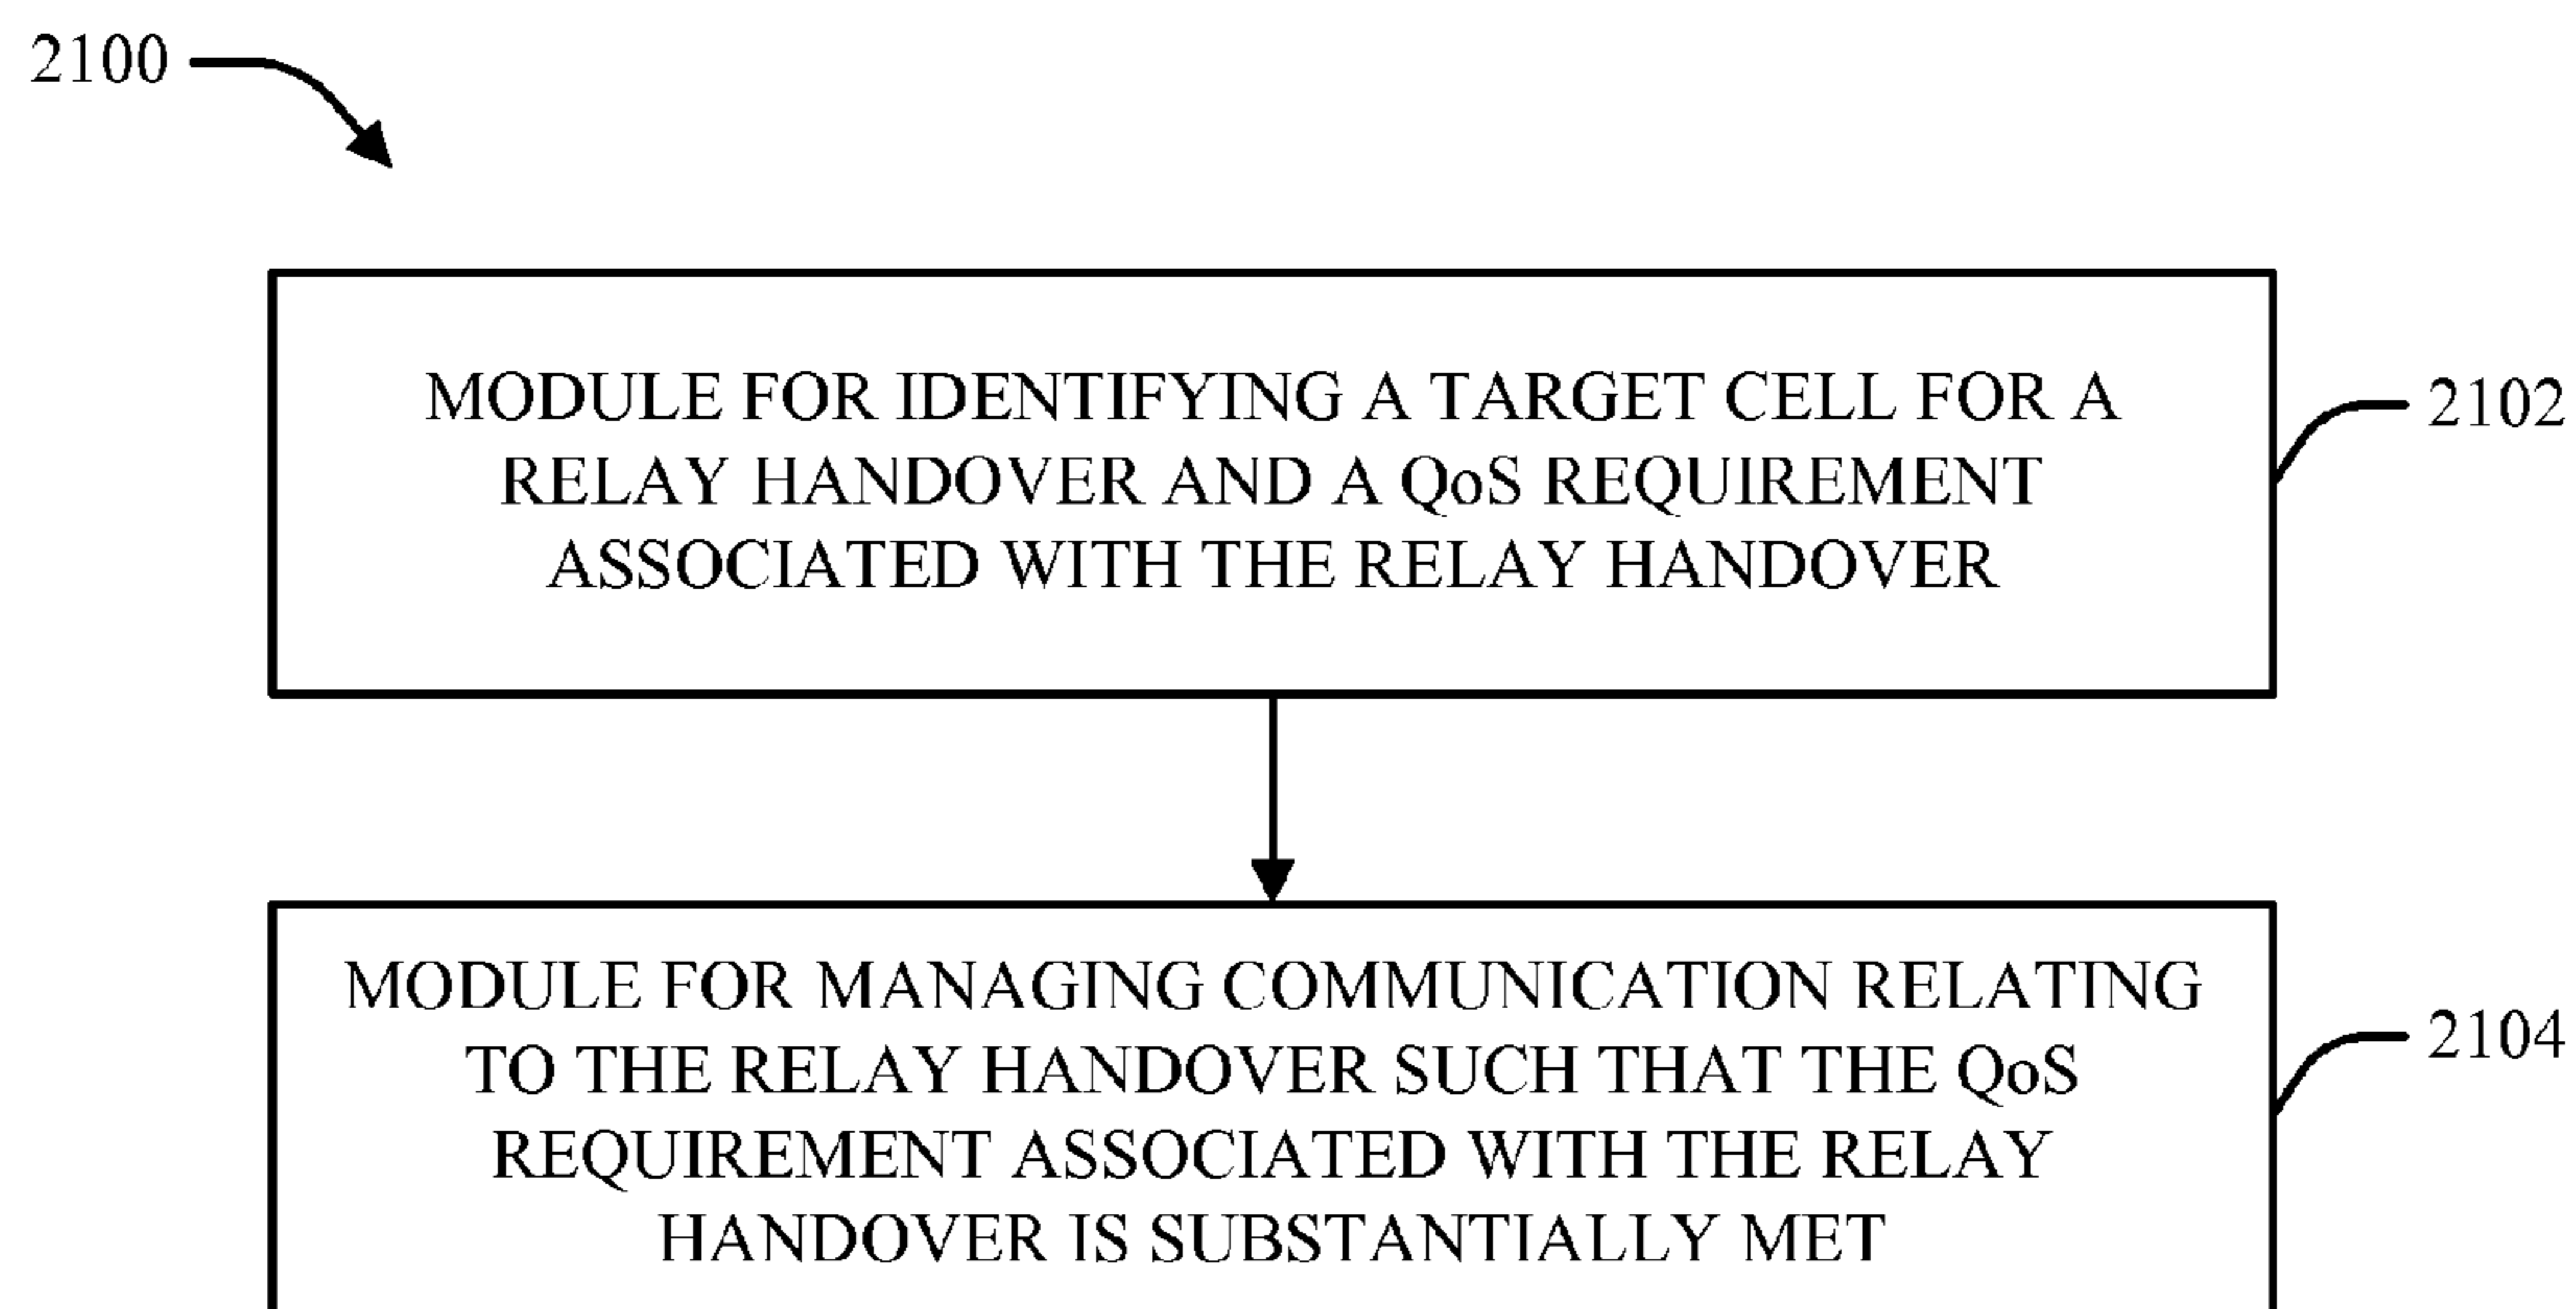 2100
MODULE FOR IDENTIFYING A TARGET CELL FOR A
RELAY HANDOVER AND A QoS REQUIREMENT
ASSOCIATED WITH THE RELAY HANDOVER
2102
MODULE FOR MANAGING COMMUNICATION RELATING
TO THE RELAY HANDOVER SUCH THAT THE QoS
REQUIREMENT ASSOCIATED WITH THE RELAY
HANDOVER IS SUBSTANTIALLY MET
2104